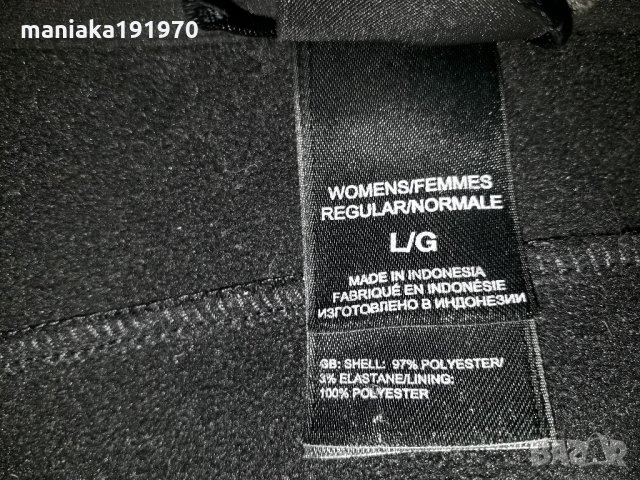 maniaka191970
WOMENS/FEMMES
REGULAR/NORMALE
L/G
MADE IN INDONESIA
FABRIQUÉ EN INDONÉSIE
ИЗГОТОВЛЕНО В ИНДОНЕЗИИ
GB: SHELL: 97% POLYESTER/
3% ELASTANE/LINING:
100% POLYESTER
BAZAR